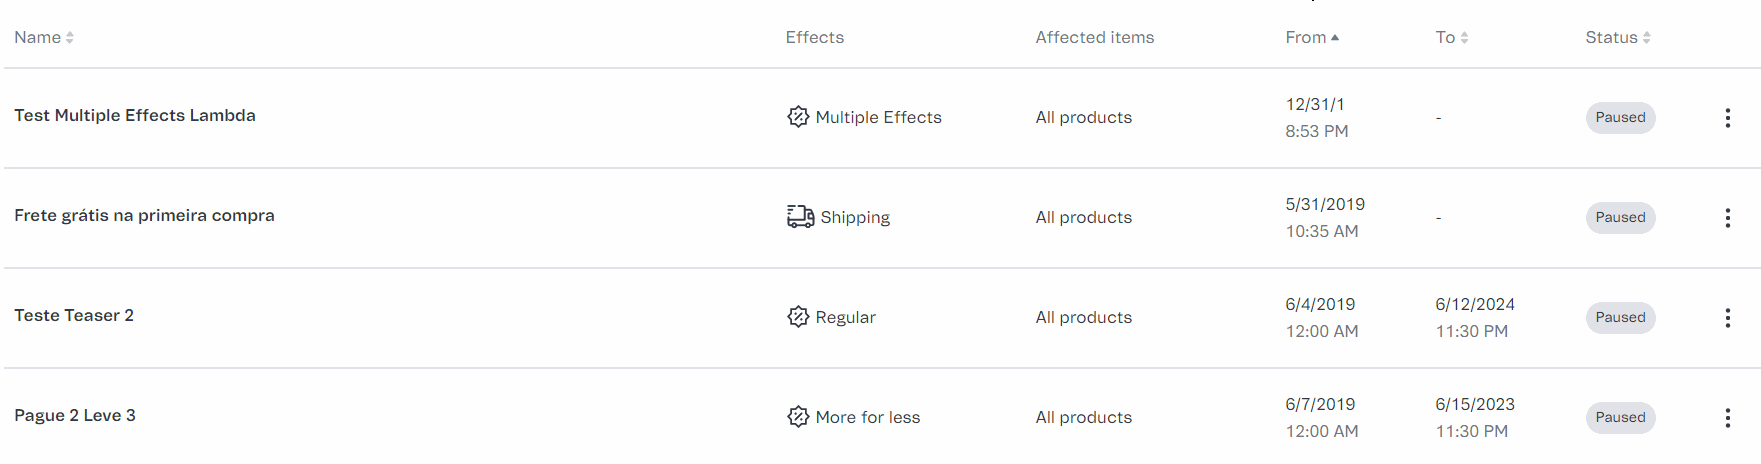 Name Effects Affected items From To Status
Test Multiple Effects Lambda Multiple Effects All products 12/31/1 8:53 PM - Paused
Frete grátis na primeira compra Shipping All products 5/31/2019 10:35 AM - Paused
Teste Teaser 2 Regular All products 6/4/2019 12:00 AM 6/12/2024 11:30 PM Paused
Pague 2 Leve 3 More for less All products 6/7/2019 12:00 AM 6/15/2023 11:30 PM Paused